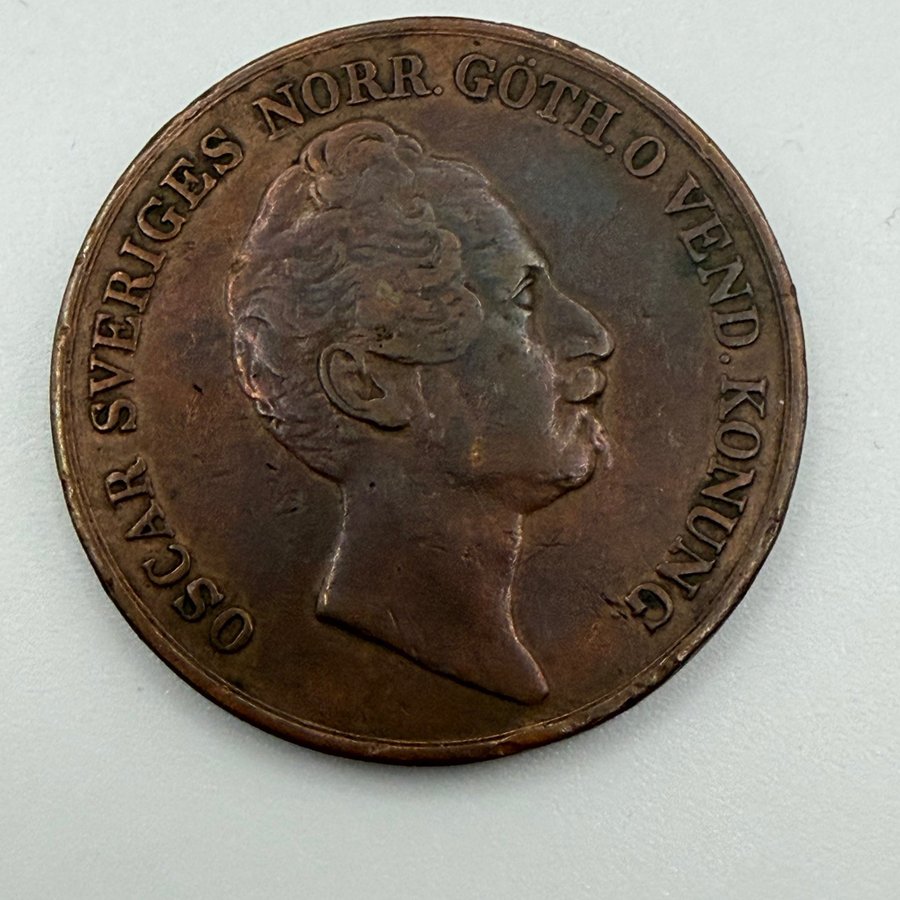 OSCAR SVERIGES NORR. GÖTH. O VEND. KONUNG